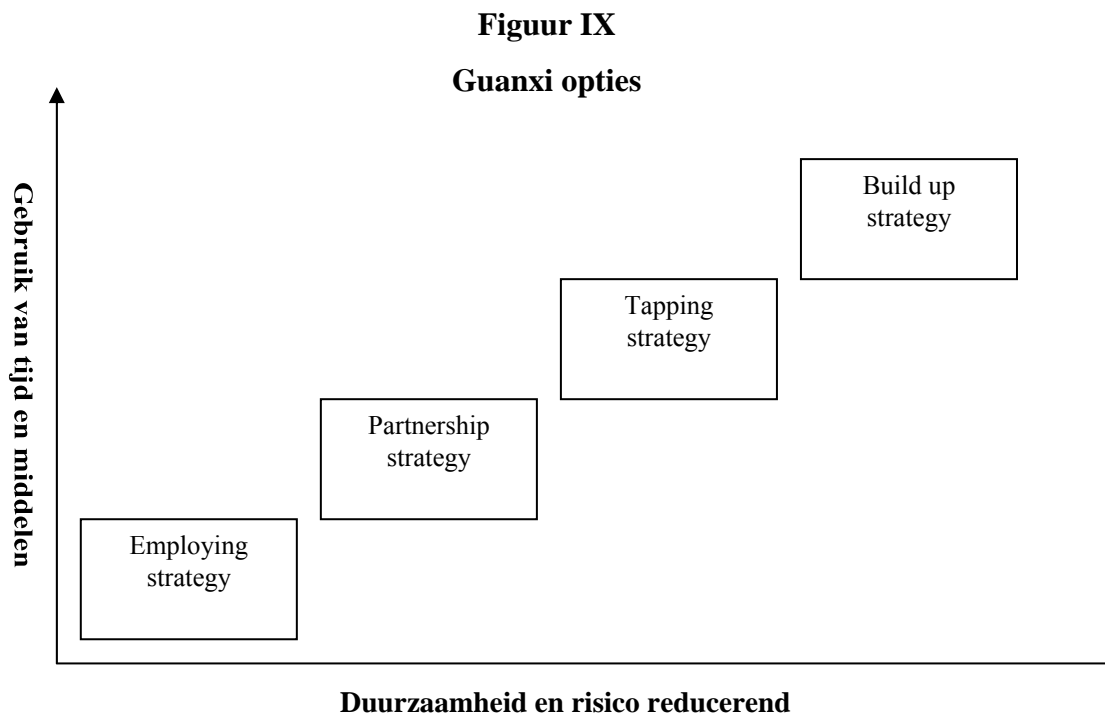 Figuur IX
Guanxi opties
Gebruik van tijd en middelen
Build up
strategy
Tapping
strategy
Partnership
strategy
Employing
strategy
Duurzaamheid en risico reducerend